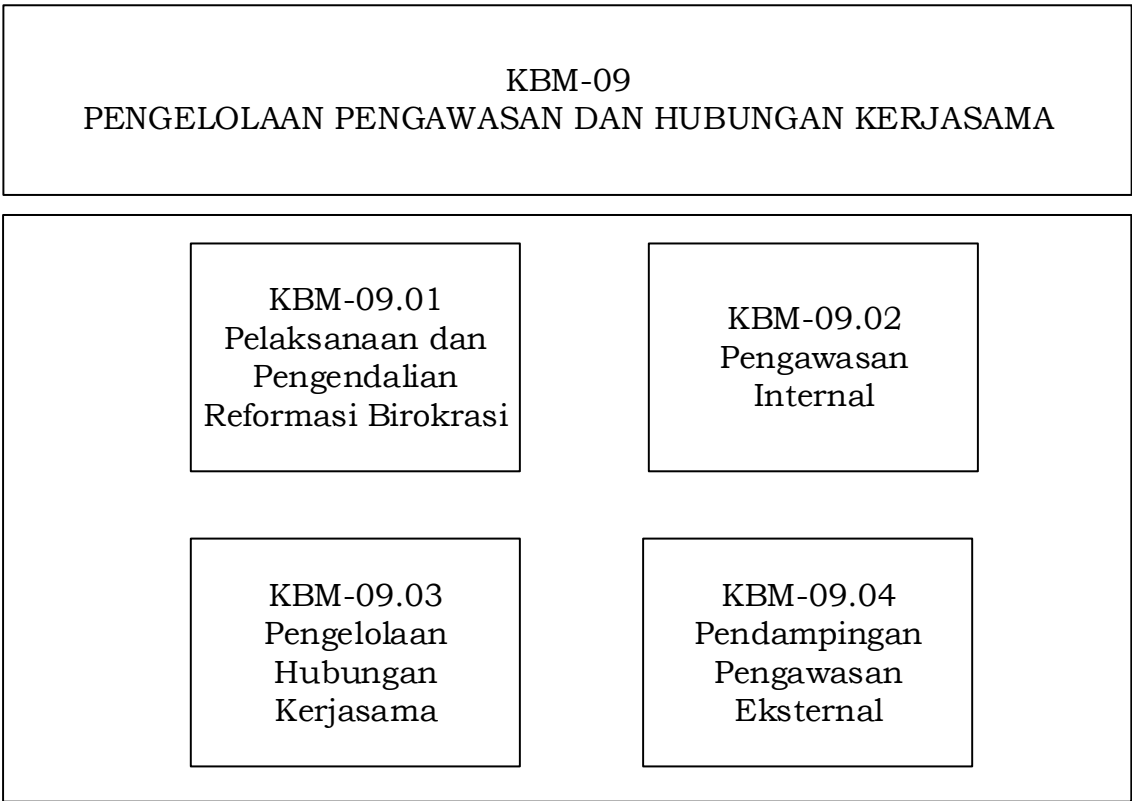 KBM-09
PENGELOLAAN PENGAWASAN DAN HUBUNGAN KERJASAMA
KBM-09.01
Pelaksanaan dan
Pengendalian
Reformasi Birokrasi
KBM-09.02
Pengawasan
Internal
KBM-09.03
Pengelolaan
Hubungan
Kerjasama
KBM-09.04
Pendampingan
Pengawasan
Eksternal